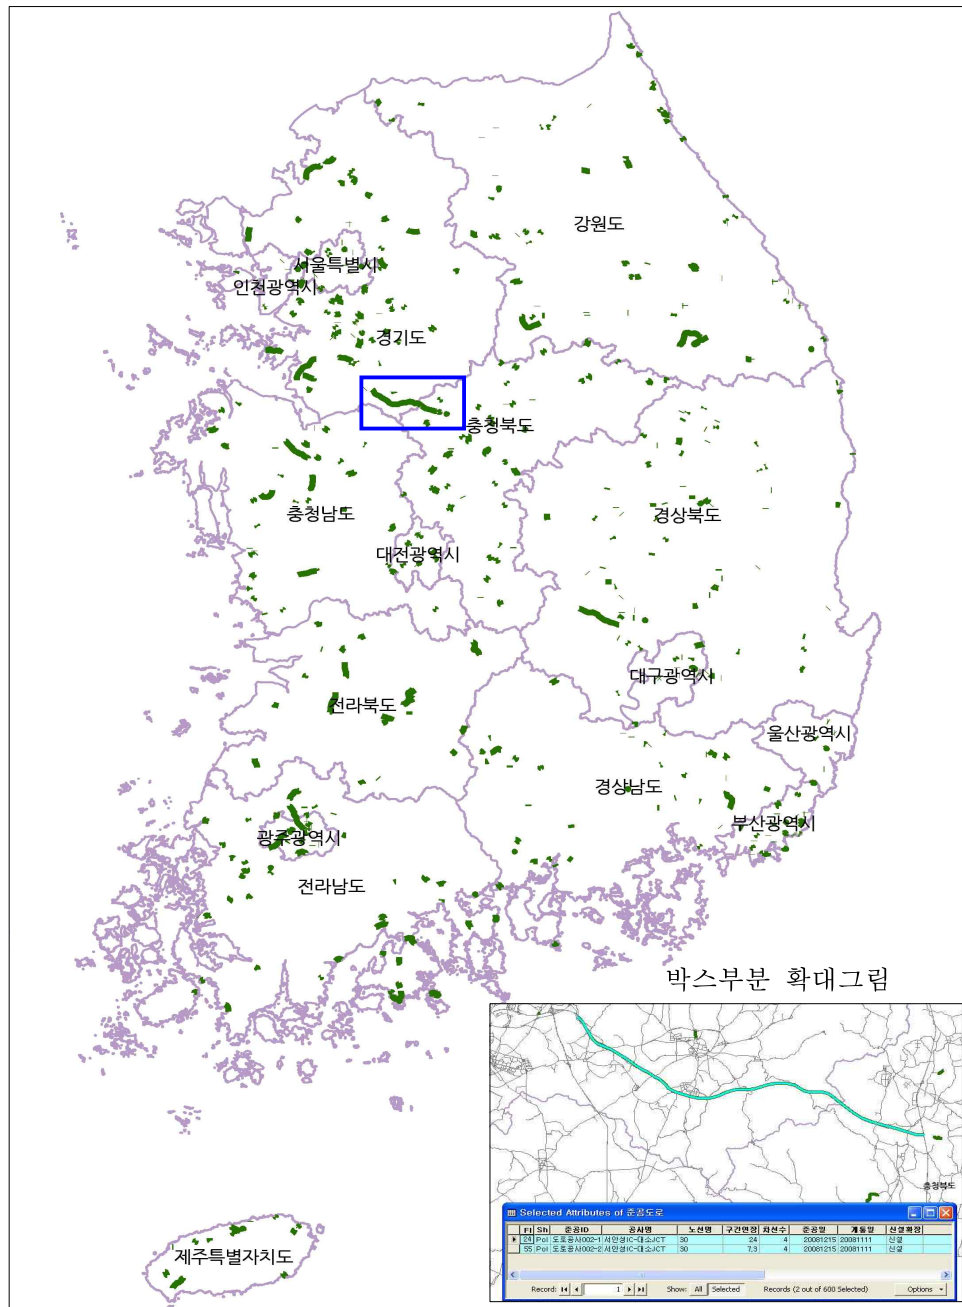 강원도
서울특별시
인천광역시
경기도
충청북도
충청남도
경상북도
대전광역시
대구광역시
전라북도
울산광역시
경상남도
부산광역시
광주광역시
전라남도
제주특별자치도
박스부분 확대그림
충청북도
Selected Attributes of 준공도로
FI Sh 준공ID 공사명 노선명 구간연장 차선수 준공일 개통일 신설확장
24 Pol 도로공사002-1 서안성IC-대소JCT 30 24 4 20081215 20081111 신설
55 Pol 도로공사002-2 서안성IC-대소JCT 30 7,3 4 20081215 20081111 신설
Record: 1 Show: All Selected Records (2 out of 600 Selected) Options